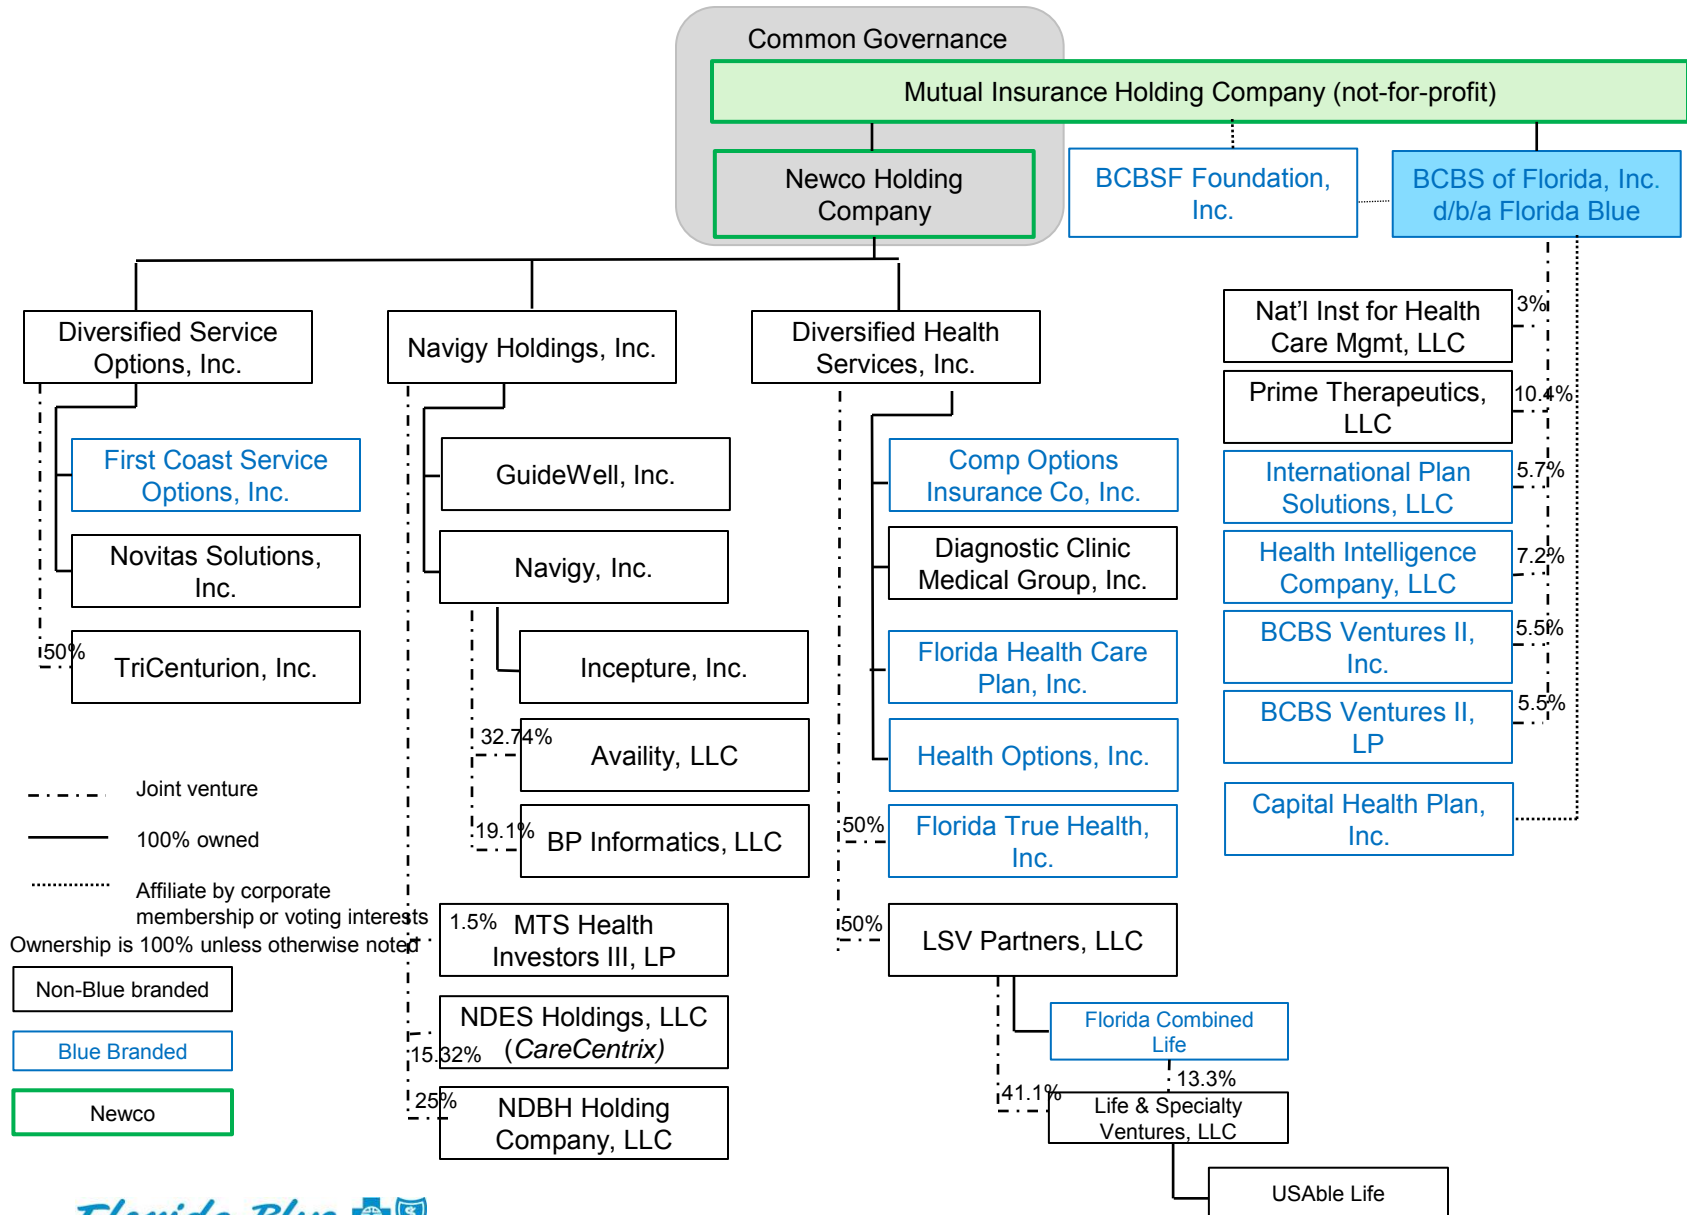 Common Governance
Mutual Insurance Holding Company (not-for-profit)
Newco Holding
Company
BCBSF Foundation,
Inc.
BCBS of Florida, Inc.
d/b/a Florida Blue
Diversified Service
Options, Inc.
Navigy Holdings, Inc.
Diversified Health
Services, Inc.
Nat’l Inst for Health
Care Mgmt, LLC
3%
Prime Therapeutics,
LLC
10.4%
First Coast Service
Options, Inc.
GuideWell, Inc.
Comp Options
Insurance Co, Inc.
International Plan
Solutions, LLC
5.7%
Novitas Solutions,
Inc.
Navigy, Inc.
Diagnostic Clinic
Medical Group, Inc.
Health Intelligence
Company, LLC
7.2%
50%
TriCenturion, Inc.
Incepture, Inc.
Florida Health Care
Plan, Inc.
BCBS Ventures II,
Inc.
5.5%
32.74%
Availity, LLC
Health Options, Inc.
BCBS Ventures II,
LP
5.5%
19.1%
BP Informatics, LLC
50%
Florida True Health,
Inc.
Capital Health Plan,
Inc.
Joint venture
100% owned
Affiliate by corporate
membership or voting interests
Ownership is 100% unless otherwise noted
Non-Blue branded
Blue Branded
Newco
1.5%
MTS Health
Investors III, LP
50%
LSV Partners, LLC
15.32%
NDES Holdings, LLC
(CareCentrix)
25%
NDBH Holding
Company, LLC
Florida Combined
Life
13.3%
41.1%
Life & Specialty
Ventures, LLC
USAble Life
Florida Blue